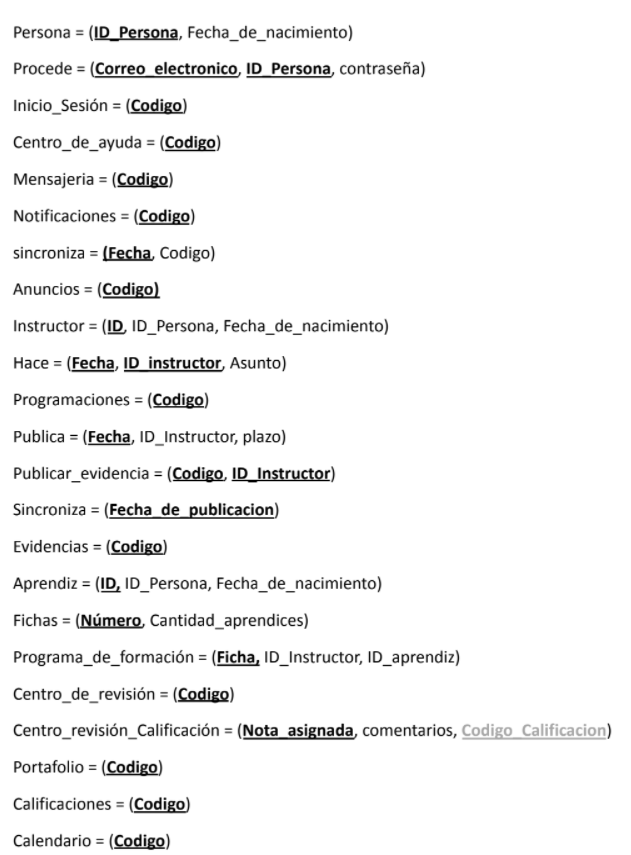 Persona = (ID_Persona, Fecha_de_nacimiento)
Procede = (Correo_electronico, ID_Persona, contraseña)
Inicio_Sesión = (Codigo)
Centro_de_ayuda = (Codigo)
Mensajeria = (Codigo)
Notificaciones = (Codigo)
sincroniza = (Fecha, Codigo)
Anuncios = (Codigo)
Instructor = (ID, ID_Persona, Fecha_de_nacimiento)
Hace = (Fecha, ID_instructor, Asunto)
Programaciones = (Codigo)
Publica = (Fecha, ID_Instructor, plazo)
Publicar_evidencia = (Codigo, ID_Instructor)
Sincroniza = (Fecha_de_publicacion)
Evidencias = (Codigo)
Aprendiz = (ID, ID_Persona, Fecha_de_nacimiento)
Fichas = (Número, Cantidad_aprendices)
Programa_de_formación = (Ficha, ID_Instructor, ID_aprendiz)
Centro_de_revisión = (Codigo)
Centro_revisión_Calificación = (Nota_asignada, comentarios, Codigo_Calificacion)
Portafolio = (Codigo)
Calificaciones = (Codigo)
Calendario = (Codigo)